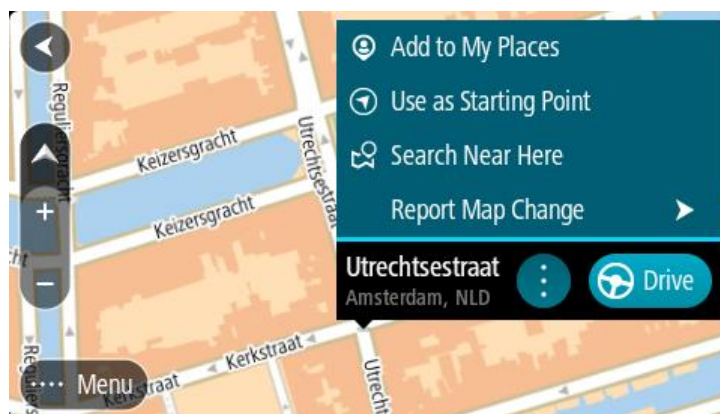 Add to My Places
Use as Starting Point
Search Near Here
Report Map Change
Utrechtsestraat
Amsterdam, NLD
Drive
Reguliersgracht
Keizersgracht
Utrechtsestraat
Keizersgracht
+
−
Kerkstraat
Menu
Utrecht